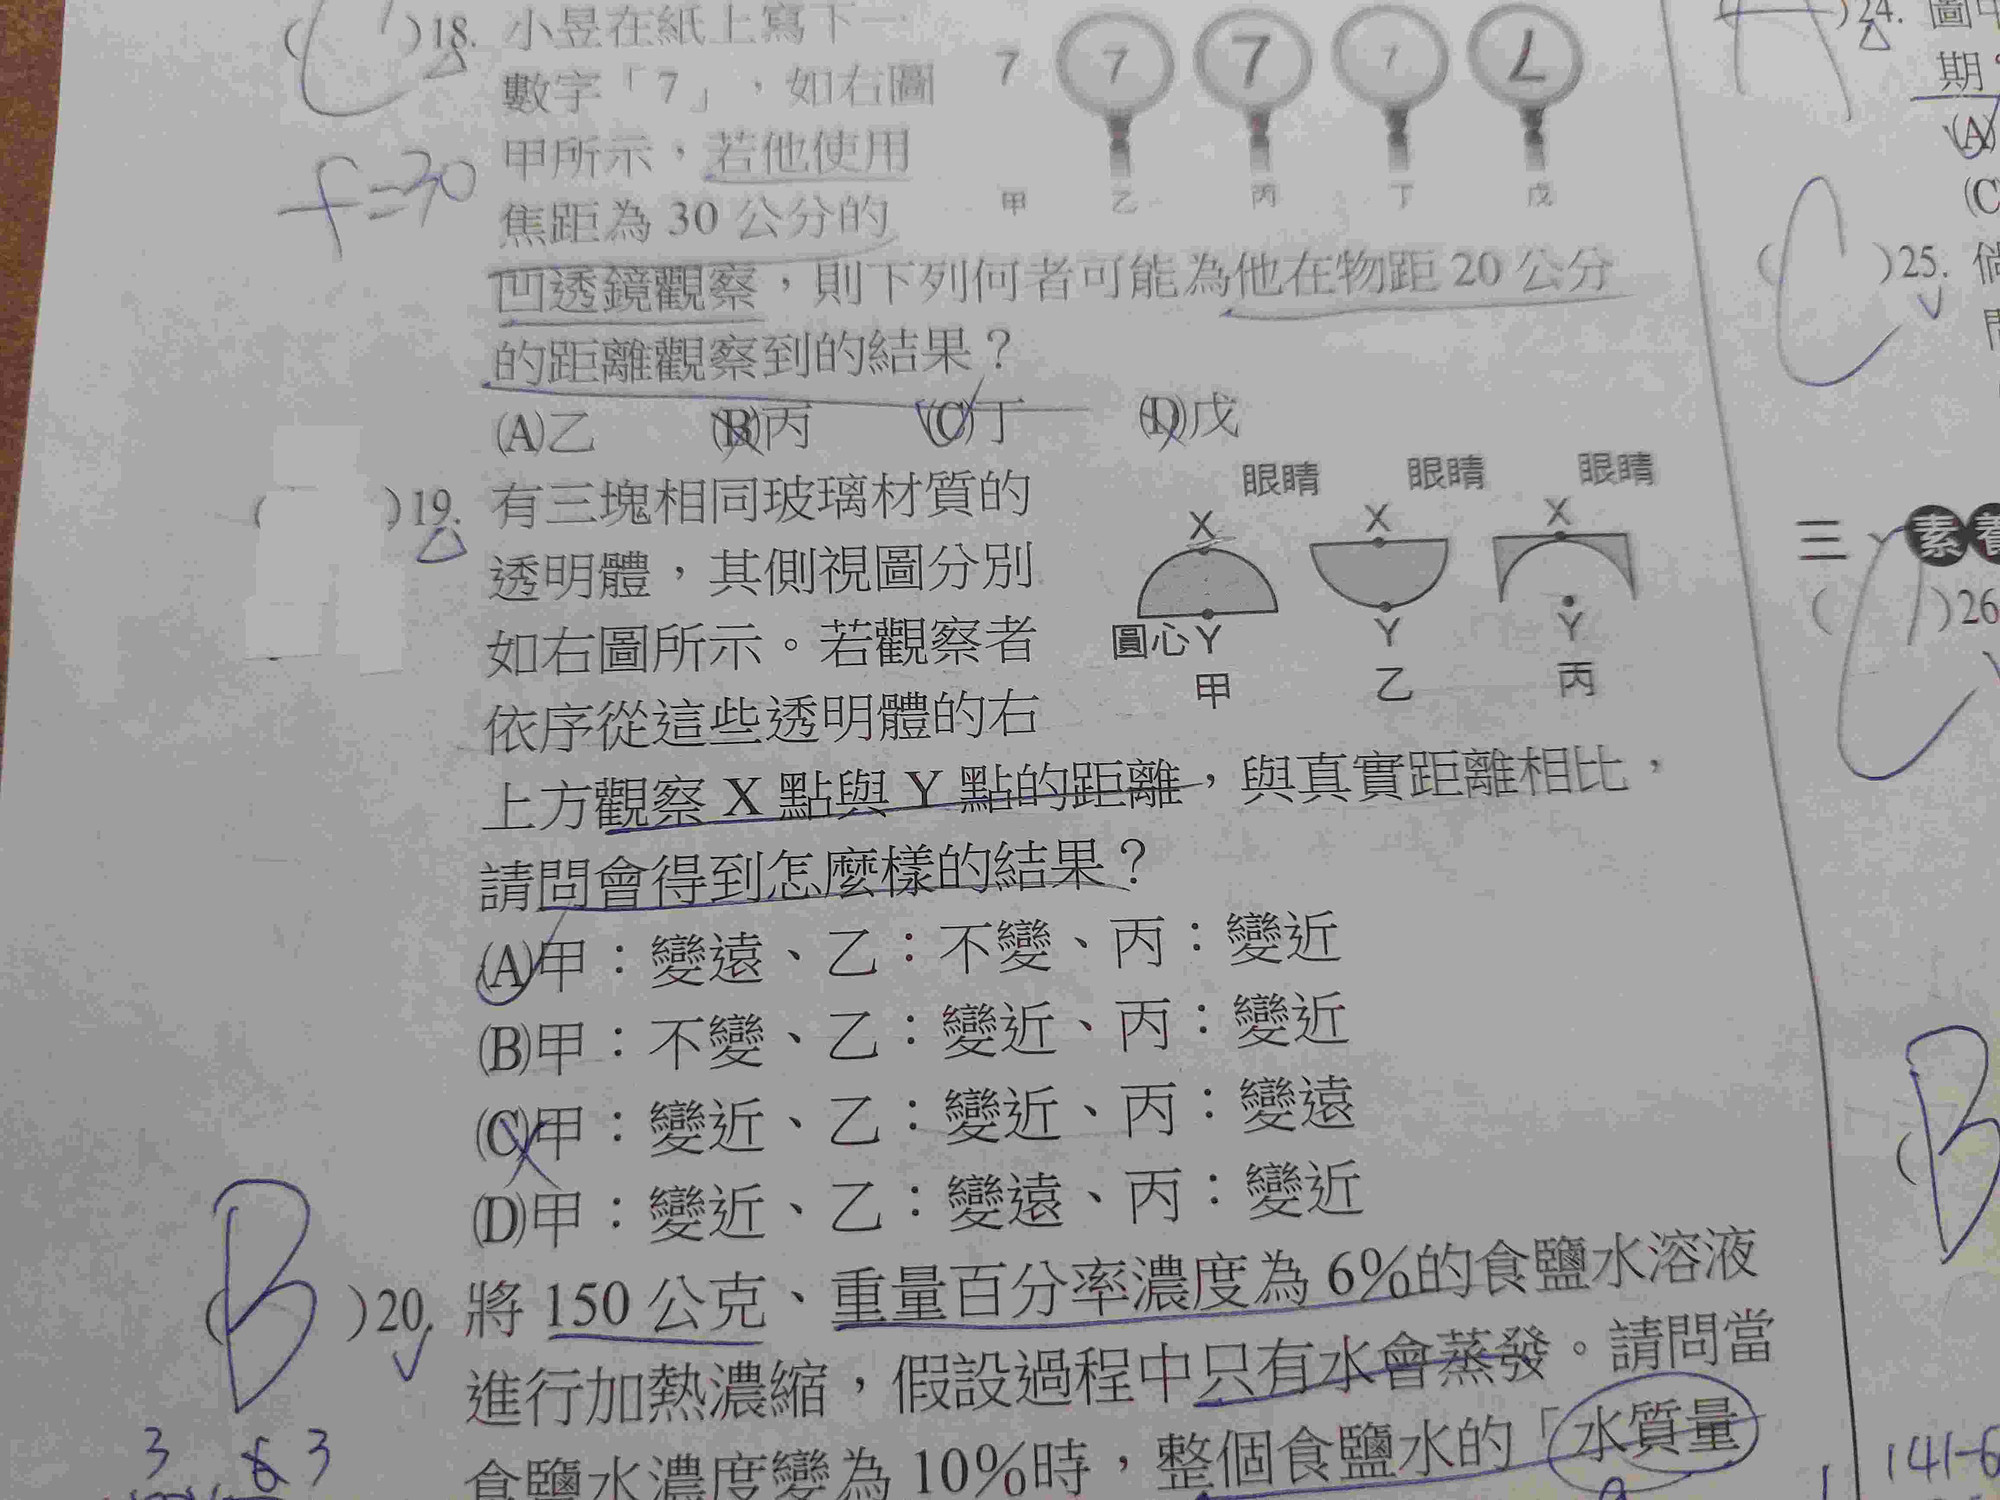 ( C )18. 小昱在紙上寫下一
數字「7」，如右圖
甲所示，若他使用
焦距為 30 公分的
凹透鏡觀察，則下列何者可能為他在物距 20 公分
的距離觀察到的結果？
(A)乙 (B)丙 (C)丁 (D)戊
f=30
7 7 7 7
甲 乙 丙 丁 戊
( )19. 有三塊相同玻璃材質的
透明體，其側視圖分別
如右圖所示。若觀察者
依序從這些透明體的右
上方觀察 X 點與 Y 點的距離，與真實距離相比，
請問會得到怎麼樣的結果？
眼睛 眼睛 眼睛
X X X
圓心 Y Y Y
甲 乙 丙
(A)甲：變遠、乙：不變、丙：變近
(B)甲：不變、乙：變近、丙：變近
(C)甲：變近、乙：變近、丙：變遠
(D)甲：變近、乙：變遠、丙：變近
( B )20. 將 150 公克、重量百分率濃度為 6%的食鹽水溶液
進行加熱濃縮，假設過程中只有水會蒸發。請問當
食鹽水濃度變為 10%時，整個食鹽水的「水質量
3 6 3
)24. 圖中
期
(A)
(C
( C )25. 倘
三、素養
( C )26
B
141-6